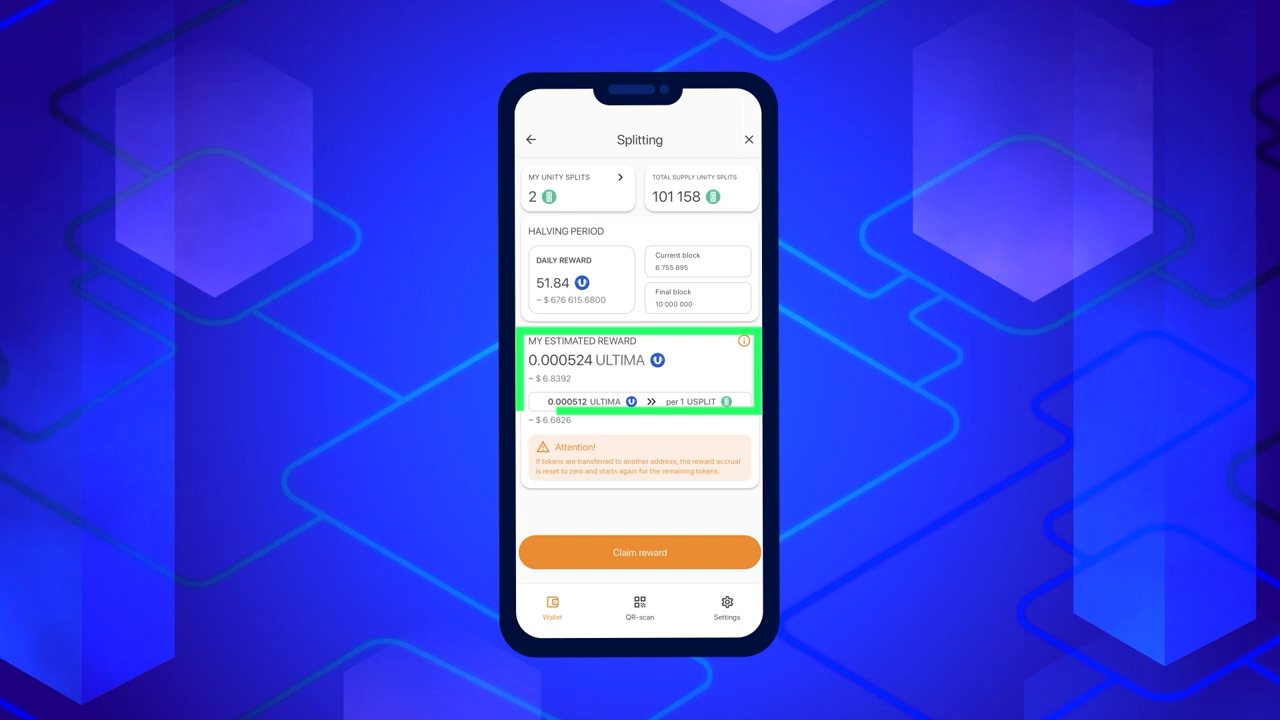 Splitting
MY UNITY SPLITS
2
TOTAL SUPPLY UNITY SPLITS
101 158
HALVING PERIOD
DAILY REWARD
51.84
~ $ 676 615.6800
Current block
6 755 895
Final block
10 000 000
MY ESTIMATED REWARD
0.000524 ULTIMA
~ $ 6.8392
0.000512 ULTIMA per 1 USPLIT
~ $ 6.6826
Attention!
If tokens are transferred to another address, the reward accrual
is reset to zero and starts again for the remaining tokens.
Claim reward
Wallet
QR-scan
Settings